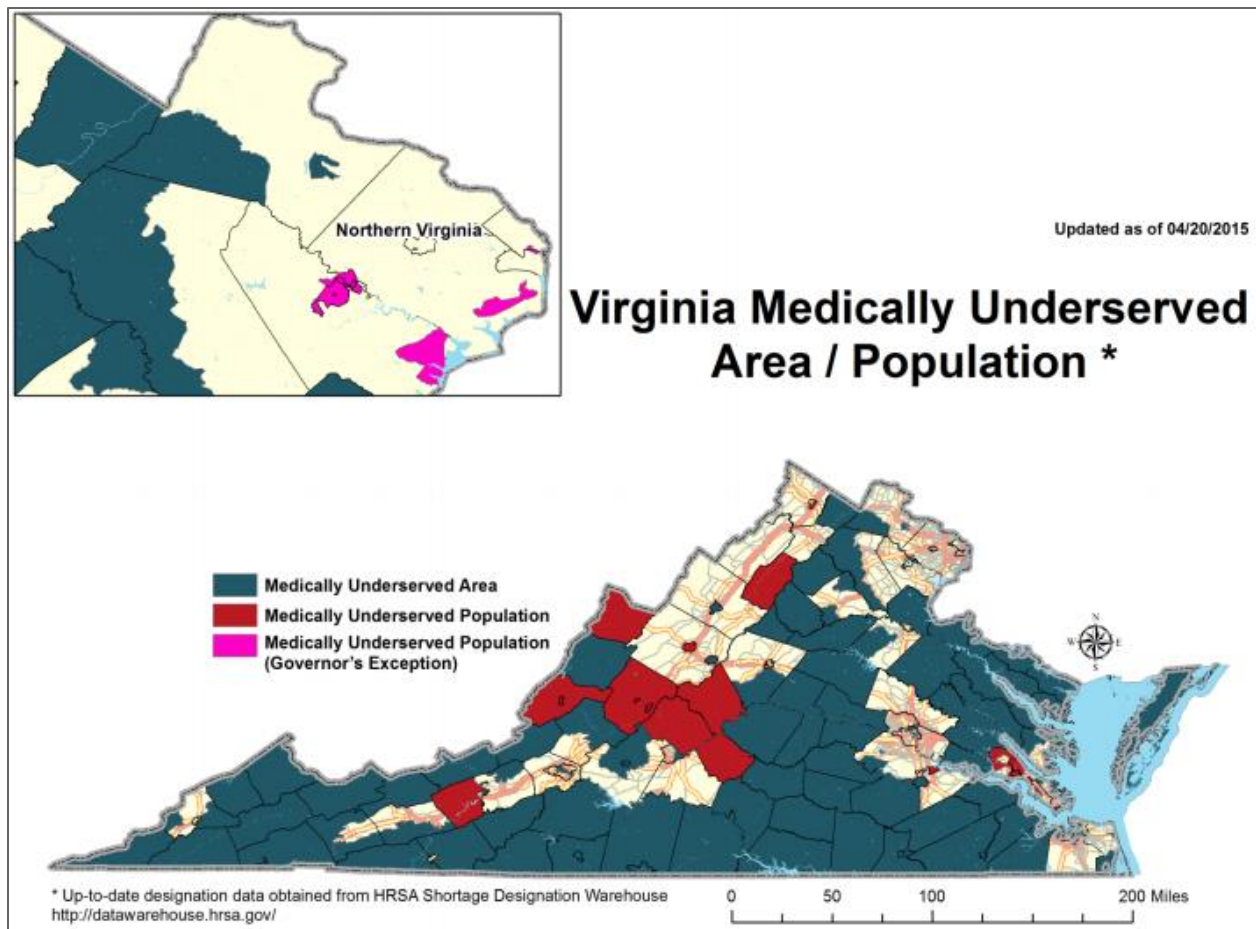 Northern Virginia
Updated as of 04/20/2015
Virginia Medically Underserved
Area / Population *
Medically Underserved Area
Medically Underserved Population
Medically Underserved Population
(Governor's Exception)
N
W E
S
* Up-to-date designation data obtained from HRSA Shortage Designation Warehouse
http://datawarehouse.hrsa.gov/
0 50 100 200 Miles